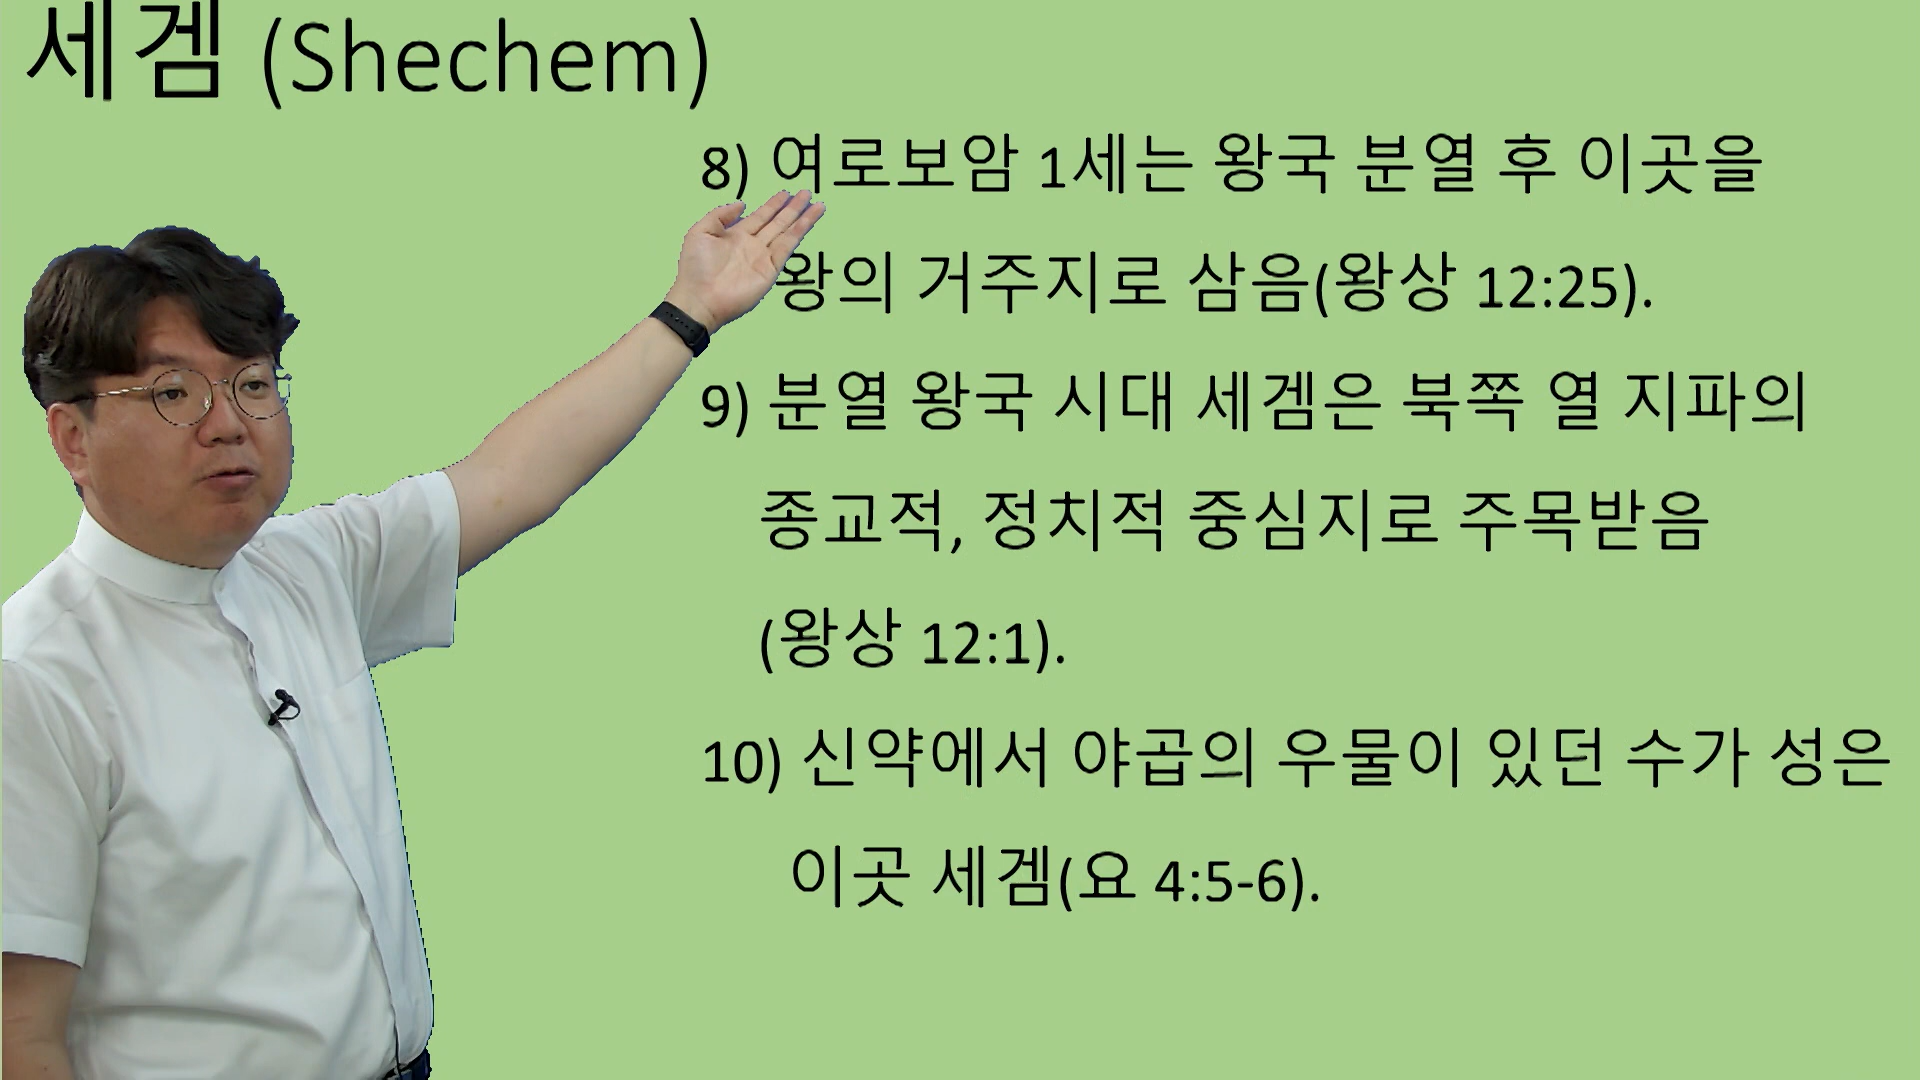 세겜 (Shechem)
8) 여로보암 1세는 왕국 분열 후 이곳을
왕의 거주지로 삼음(왕상 12:25).
9) 분열 왕국 시대 세겜은 북쪽 열 지파의
종교적, 정치적 중심지로 주목받음
(왕상 12:1).
10) 신약에서 야곱의 우물이 있던 수가 성은
이곳 세겜(요 4:5-6).